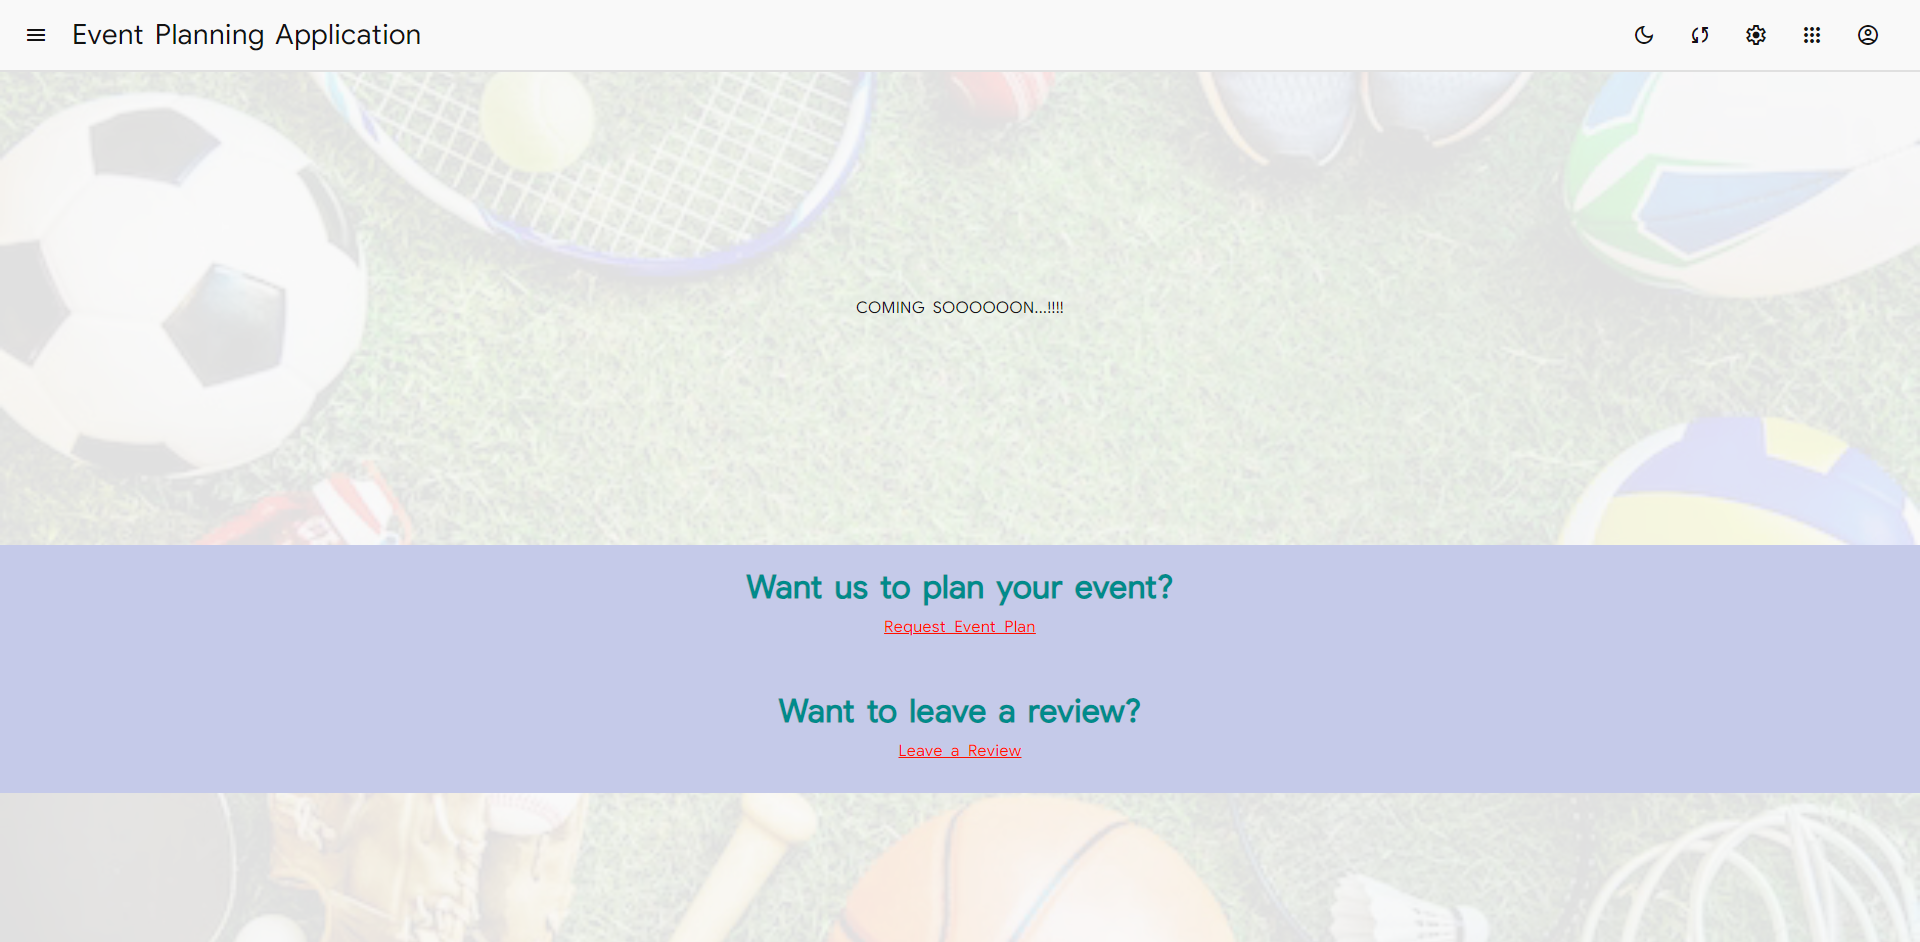 Event Planning Application
COMING SOOOOOON...!!!!
Want us to plan your event?
Request Event Plan
Want to leave a review?
Leave a Review